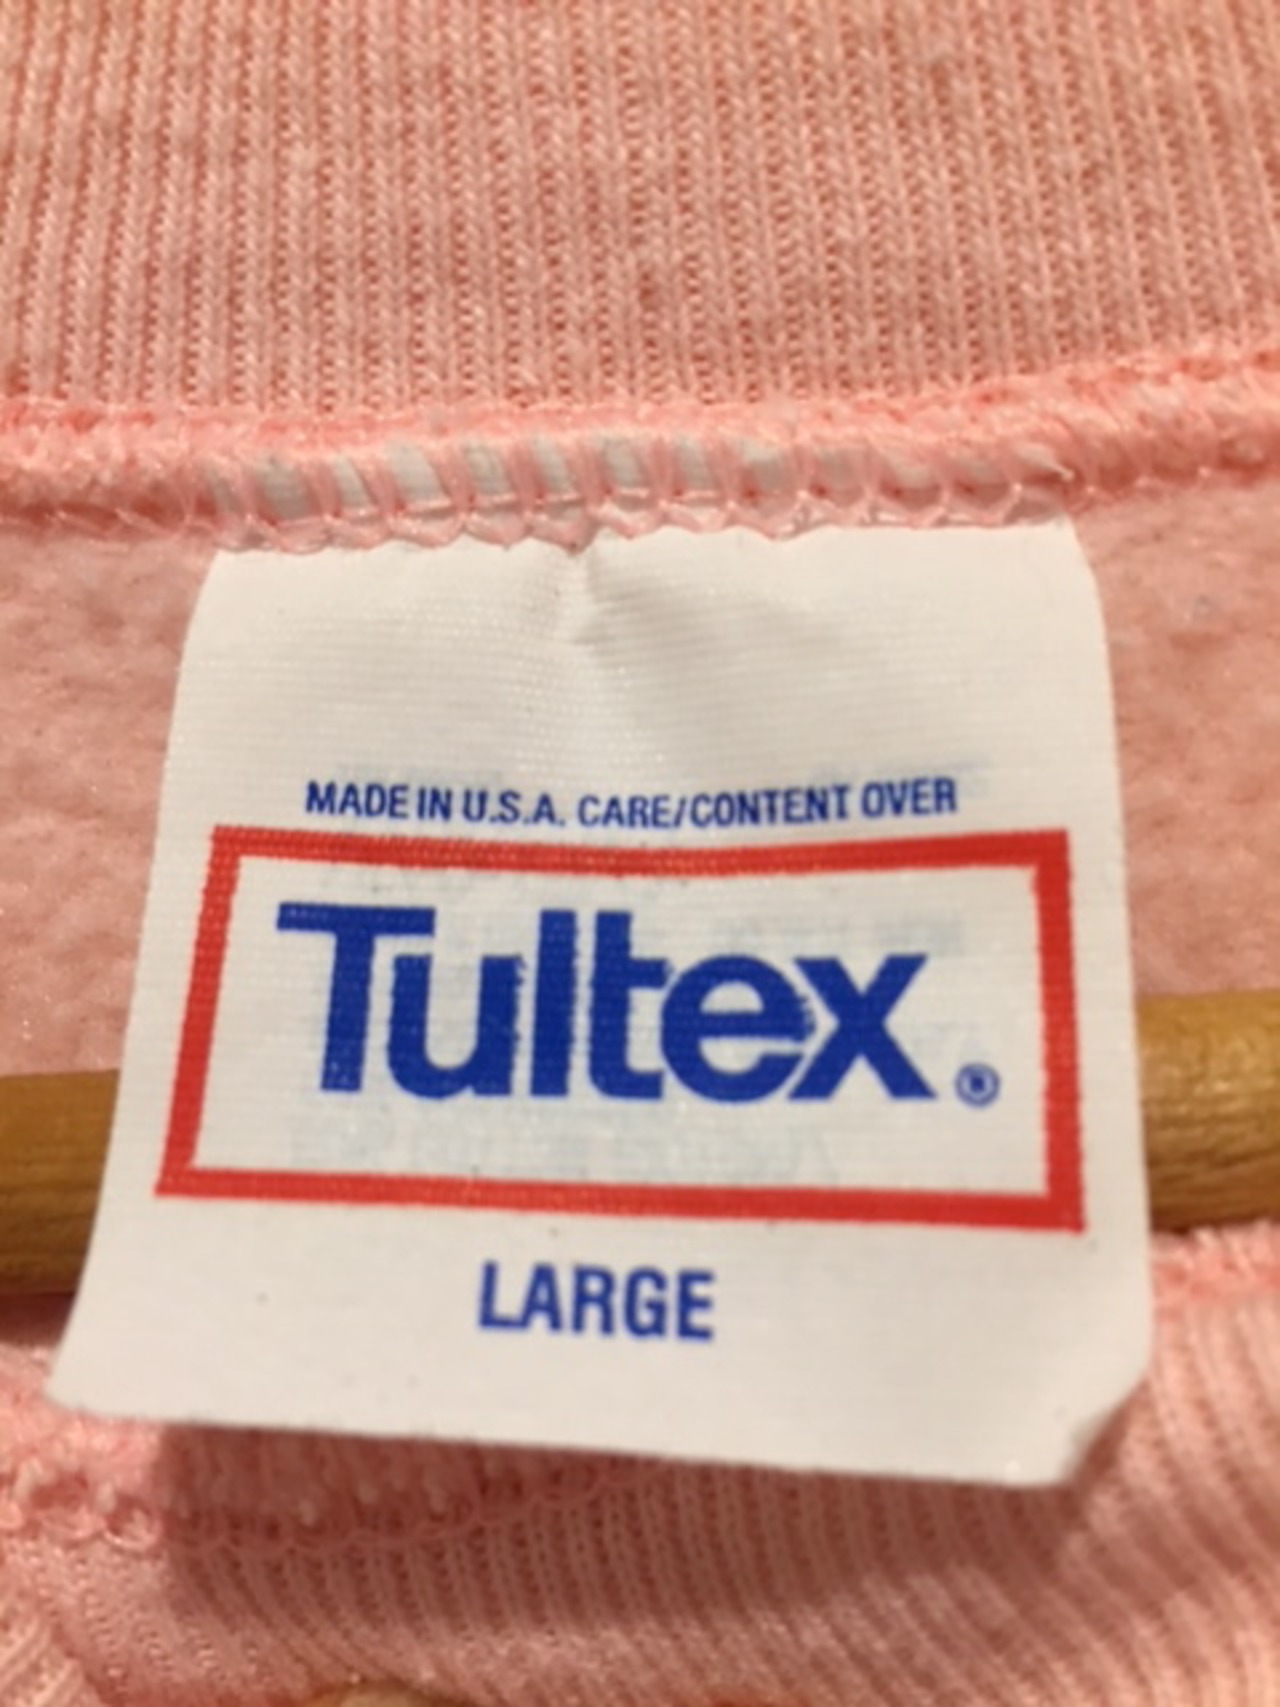 MADE IN U.S.A. CARE/CONTENT OVER
Tultex®
LARGE